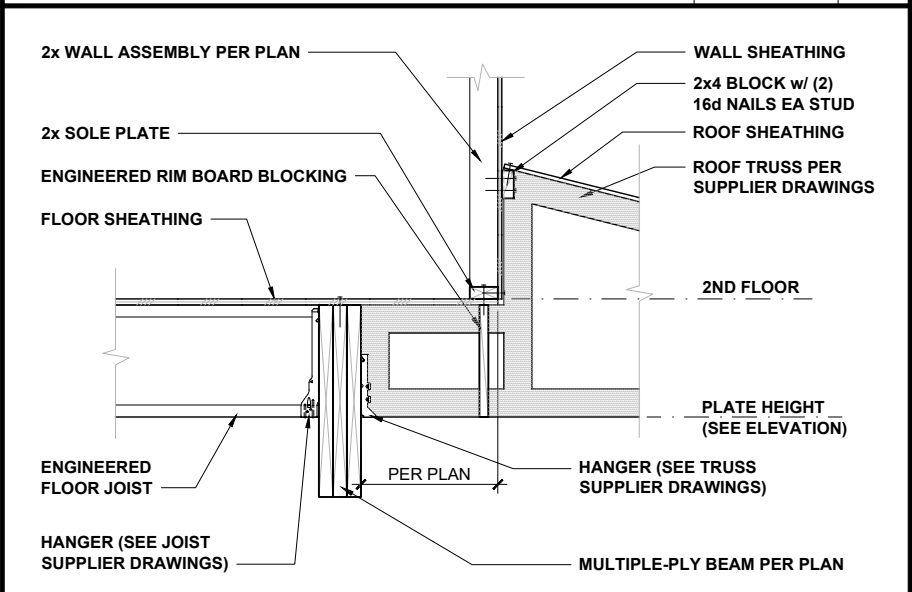 2x WALL ASSEMBLY PER PLAN
2x SOLE PLATE
ENGINEERED RIM BOARD BLOCKING
FLOOR SHEATHING
WALL SHEATHING
2x4 BLOCK w/ (2)
16d NAILS EA STUD
ROOF SHEATHING
ROOF TRUSS PER
SUPPLIER DRAWINGS
2ND FLOOR
PLATE HEIGHT
(SEE ELEVATION)
PER PLAN
ENGINEERED
FLOOR JOIST
HANGER (SEE JOIST
SUPPLIER DRAWINGS)
HANGER (SEE TRUSS
SUPPLIER DRAWINGS)
MULTIPLE-PLY BEAM PER PLAN